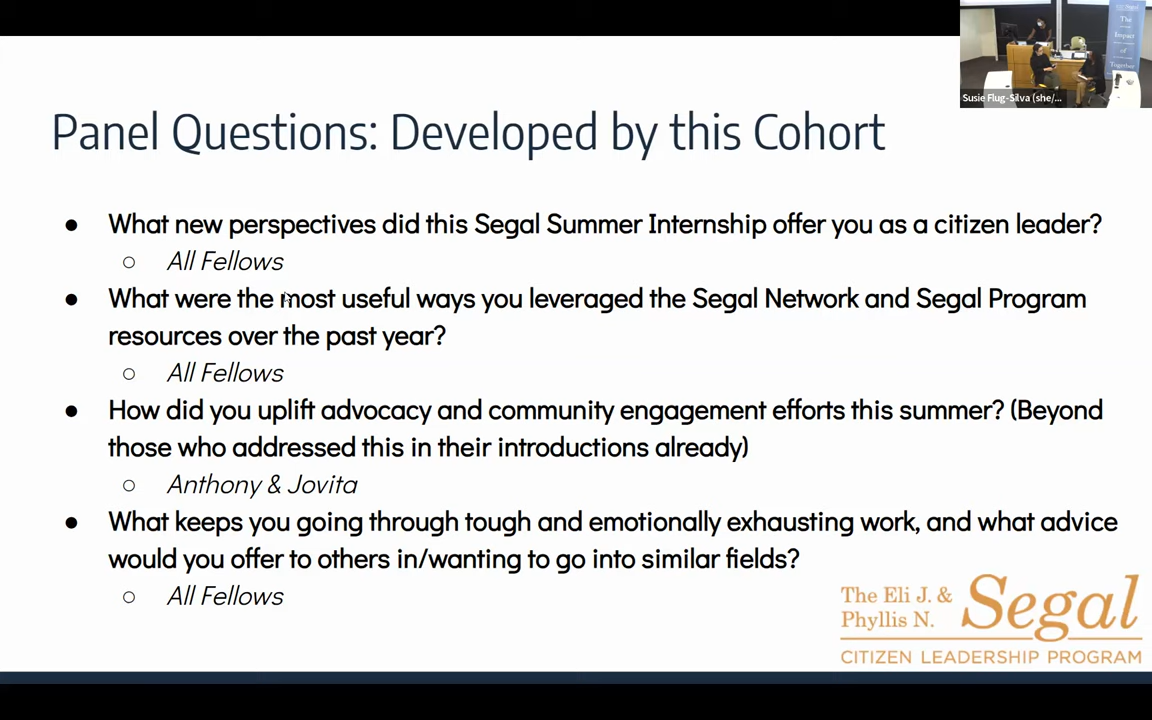 Panel Questions: Developed by this Cohort
● What new perspectives did this Segal Summer Internship offer you as a citizen leader?
○ All Fellows
● What were the most useful ways you leveraged the Segal Network and Segal Program
resources over the past year?
○ All Fellows
● How did you uplift advocacy and community engagement efforts this summer? (Beyond
those who addressed this in their introductions already)
○ Anthony & Jovita
● What keeps you going through tough and emotionally exhausting work, and what advice
would you offer to others in/wanting to go into similar fields?
○ All Fellows
The Eli J. &
Phyllis N.
Segal
CITIZEN LEADERSHIP PROGRAM
Segal
The
Impact
of
Together
Susie Flug-Silva (she/...